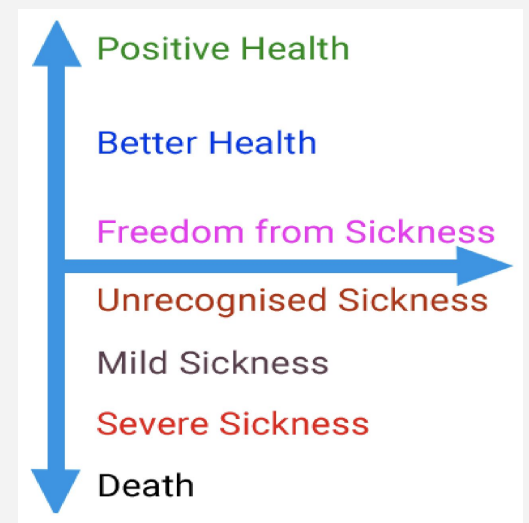 Positive Health
Better Health
Freedom from Sickness
Unrecognised Sickness
Mild Sickness
Severe Sickness
Death